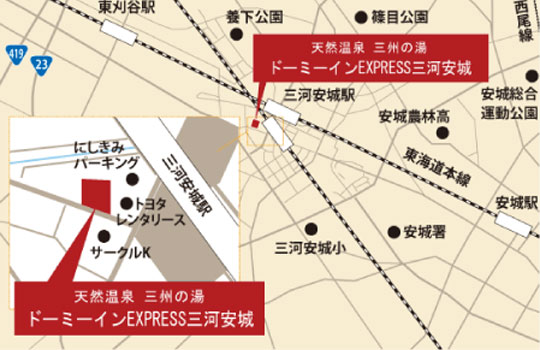 東刈谷駅
養下公園
篠目公園
西尾線
419
23
天然温泉 三州の湯
ドーミーインEXPRESS三河安城
三河安城駅
安城農林高
安城総合
運動公園
東海道本線
安城駅
三河安城小
安城署
にしきみ
パーキング
三河安城駅
トヨタ
レンタリース
サークルK
天然温泉 三州の湯
ドーミーインEXPRESS三河安城